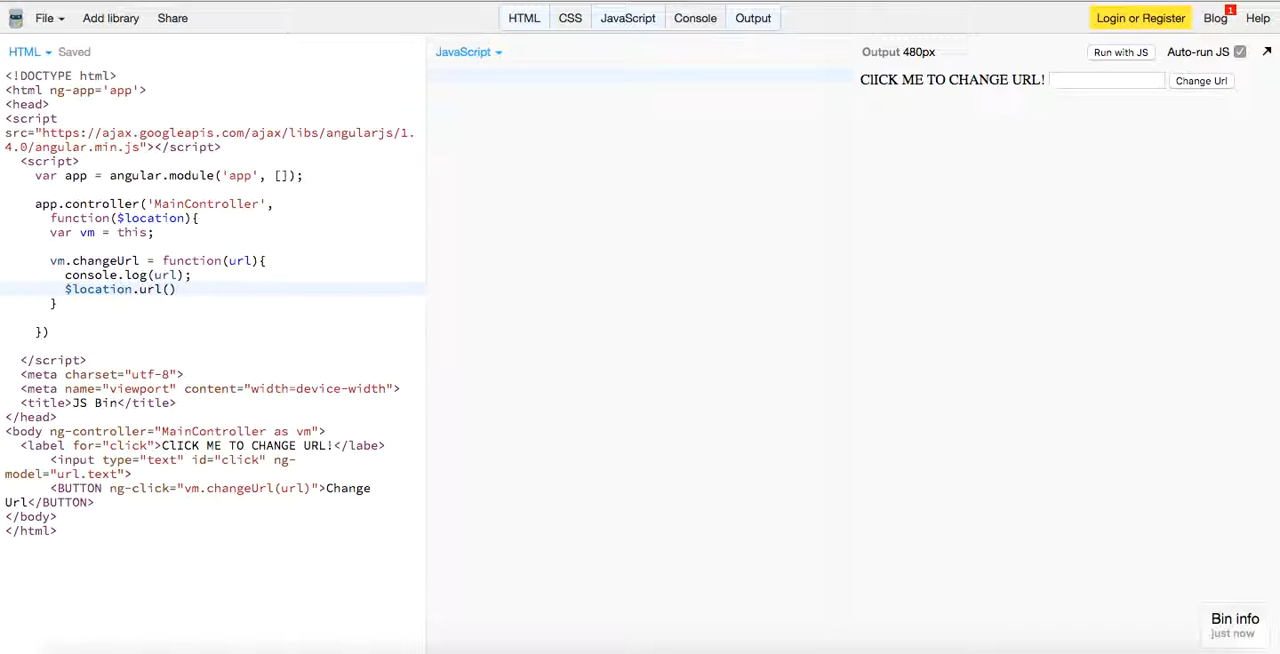 File Add library Share HTML CSS JavaScript Console Output Login or Register Blog 1 Help
HTML Saved
JavaScript
Output 480px Run with JS Auto-run JS
<!DOCTYPE html>
<html ng-app='app'>
<head>
<script
src="https://ajax.googleapis.com/ajax/libs/angularjs/1.
4.0/angular.min.js"></script>
<script>
var app = angular.module('app', []);
app.controller('MainController',
function($location){
var vm = this;
vm.changeUrl = function(url){
console.log(url);
$location.url()
}
})
</script>
<meta charset="utf-8">
<meta name="viewport" content="width=device-width">
<title>JS Bin</title>
</head>
<body ng-controller="MainController as vm">
<label for="click">ClICK ME TO CHANGE URL!</labe>
<input type="text" id="click" ng-
model="url.text">
<BUTTON ng-click="vm.changeUrl(url)">Change
Url</BUTTON>
</body>
</html>
ClICK ME TO CHANGE URL! Change Url
Bin info
just now